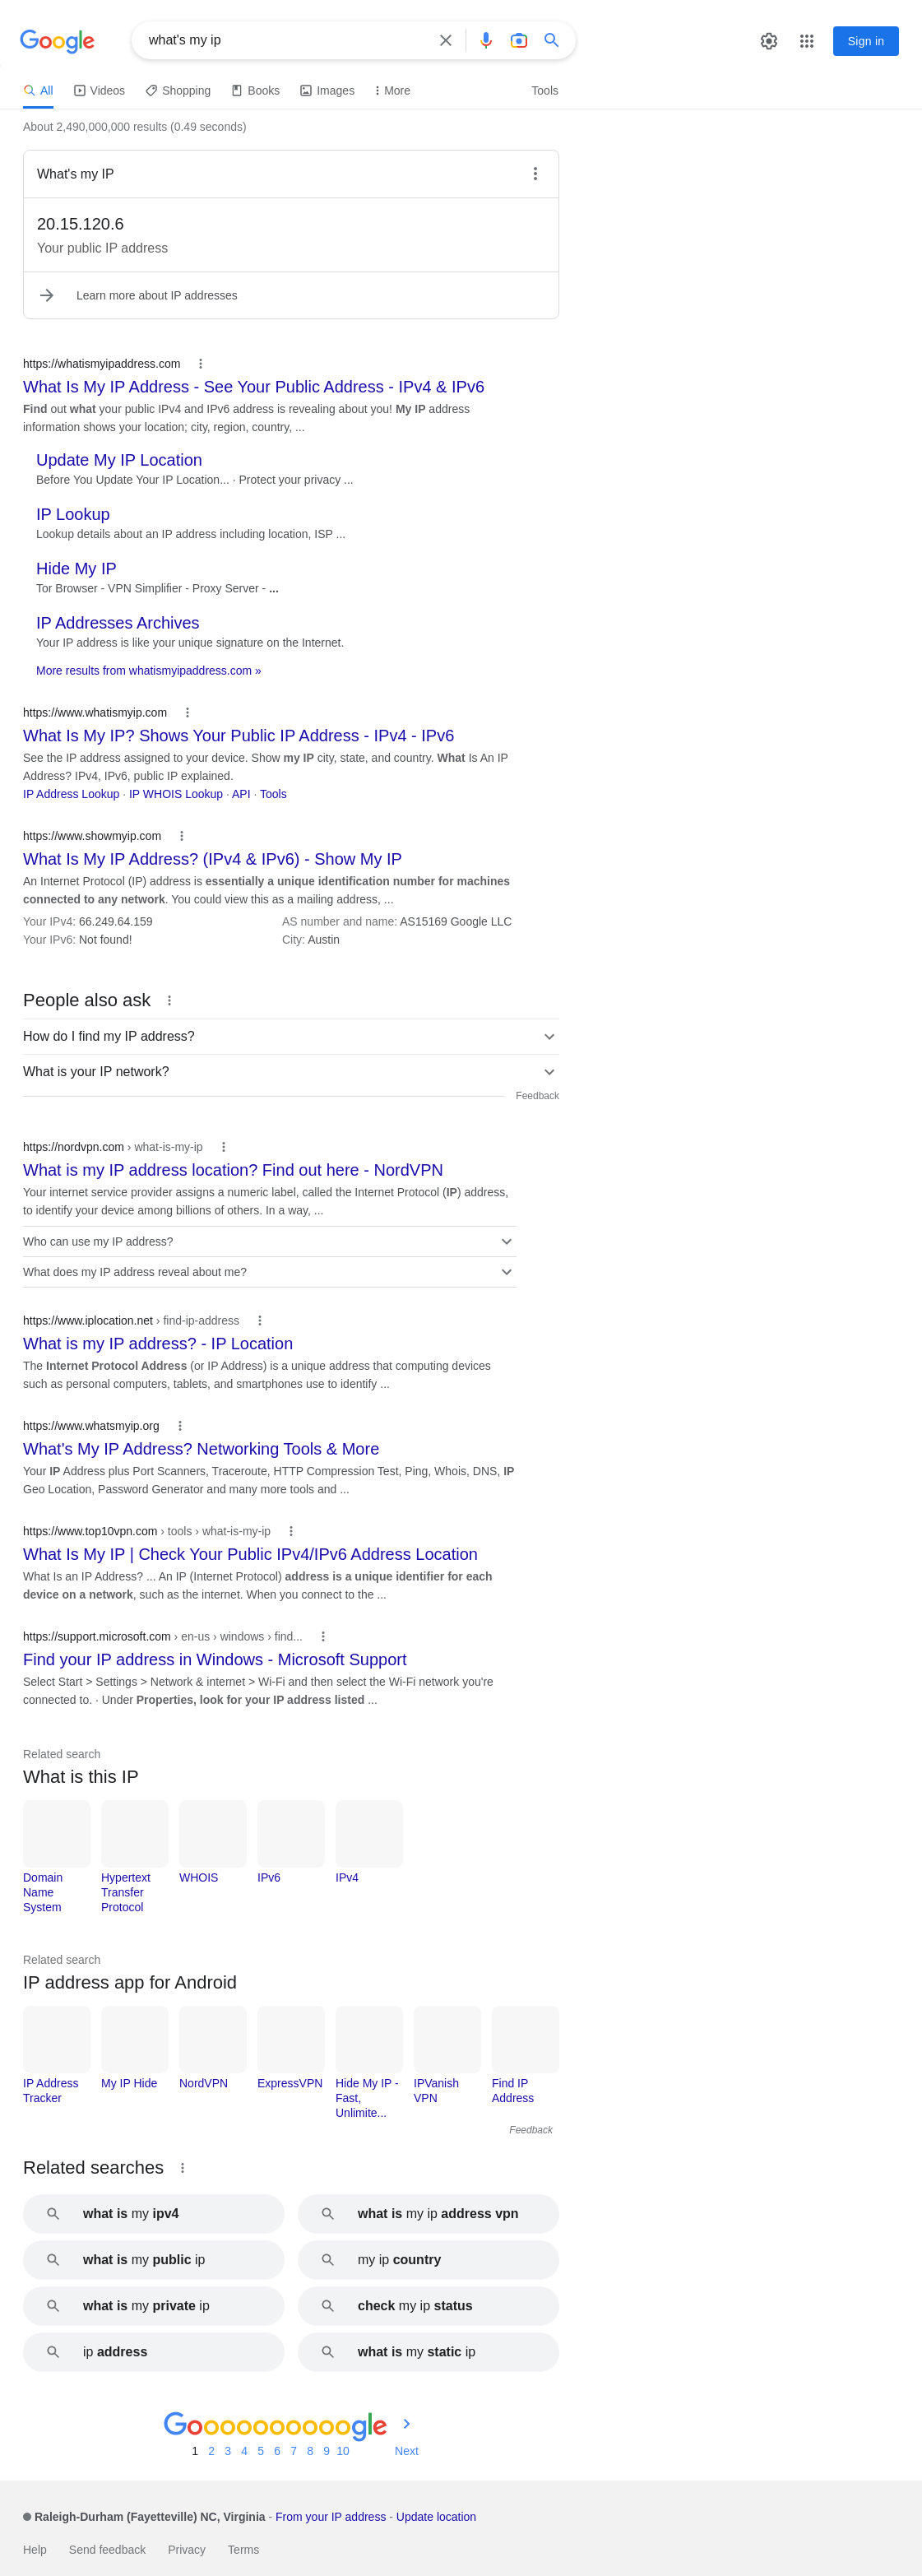 Google
what's my ip
Sign in
All
Videos
Shopping
Books
Images
More
Tools
About 2,490,000,000 results (0.49 seconds)
What's my IP
20.15.120.6
Your public IP address
Learn more about IP addresses
https://whatismyipaddress.com
What Is My IP Address - See Your Public Address - IPv4 & IPv6
Find out what your public IPv4 and IPv6 address is revealing about you! My IP address
information shows your location; city, region, country, ...
Update My IP Location
Before You Update Your IP Location... · Protect your privacy ...
IP Lookup
Lookup details about an IP address including location, ISP ...
Hide My IP
Tor Browser - VPN Simplifier - Proxy Server - ...
IP Addresses Archives
Your IP address is like your unique signature on the Internet.
More results from whatismyipaddress.com »
https://www.whatismyip.com
What Is My IP? Shows Your Public IP Address - IPv4 - IPv6
See the IP address assigned to your device. Show my IP city, state, and country. What Is An IP
Address? IPv4, IPv6, public IP explained.
IP Address Lookup · IP WHOIS Lookup · API · Tools
https://www.showmyip.com
What Is My IP Address? (IPv4 & IPv6) - Show My IP
An Internet Protocol (IP) address is essentially a unique identification number for machines
connected to any network. You could view this as a mailing address, ...
Your IPv4: 66.249.64.159
AS number and name: AS15169 Google LLC
Your IPv6: Not found!
City: Austin
People also ask
How do I find my IP address?
What is your IP network?
Feedback
https://nordvpn.com › what-is-my-ip
What is my IP address location? Find out here - NordVPN
Your internet service provider assigns a numeric label, called the Internet Protocol (IP) address,
to identify your device among billions of others. In a way, ...
Who can use my IP address?
What does my IP address reveal about me?
https://www.iplocation.net › find-ip-address
What is my IP address? - IP Location
The Internet Protocol Address (or IP Address) is a unique address that computing devices
such as personal computers, tablets, and smartphones use to identify ...
https://www.whatsmyip.org
What's My IP Address? Networking Tools & More
Your IP Address plus Port Scanners, Traceroute, HTTP Compression Test, Ping, Whois, DNS, IP
Geo Location, Password Generator and many more tools and ...
https://www.top10vpn.com › tools › what-is-my-ip
What Is My IP | Check Your Public IPv4/IPv6 Address Location
What Is an IP Address? ... An IP (Internet Protocol) address is a unique identifier for each
device on a network, such as the internet. When you connect to the ...
https://support.microsoft.com › en-us › windows › find...
Find your IP address in Windows - Microsoft Support
Select Start > Settings > Network & internet > Wi-Fi and then select the Wi-Fi network you're
connected to. · Under Properties, look for your IP address listed ...
Related search
What is this IP
Domain
Name
System
Hypertext
Transfer
Protocol
WHOIS
IPv6
IPv4
Related search
IP address app for Android
IP Address
Tracker
My IP Hide
NordVPN
ExpressVPN
Hide My IP -
Fast,
Unlimite...
IPVanish
VPN
Find IP
Address
Feedback
Related searches
what is my ipv4
what is my ip address vpn
what is my public ip
my ip country
what is my private ip
check my ip status
ip address
what is my static ip
Goooooooooogle
1 2 3 4 5 6 7 8 9 10 Next
Raleigh-Durham (Fayetteville) NC, Virginia - From your IP address - Update location
Help
Send feedback
Privacy
Terms